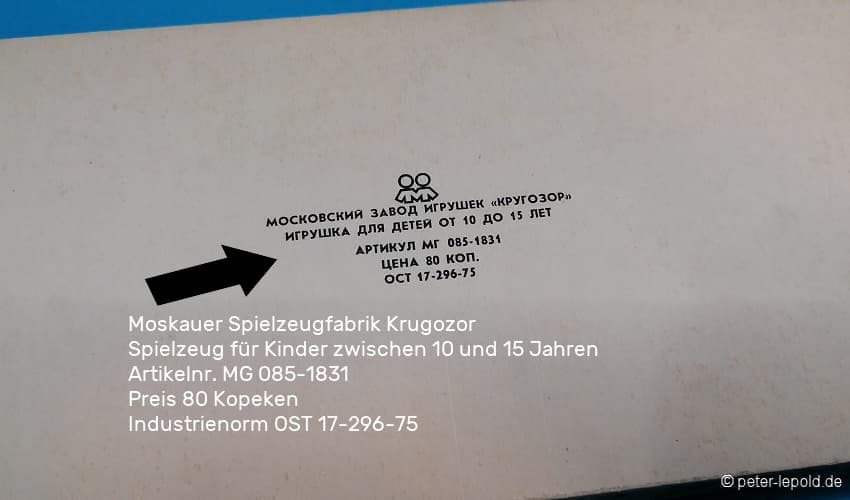 МОСКОВСКИЙ ЗАВОД ИГРУШЕК «КРУГОЗОР»
ИГРУШКА ДЛЯ ДЕТЕЙ ОТ 10 ДО 15 ЛЕТ
АРТИКУЛ МГ 085-1831
ЦЕНА 80 КОП.
ОСТ 17-296-75
Moskauer Spielzeugfabrik Krugozor
Spielzeug für Kinder zwischen 10 und 15 Jahren
Artikelnr. MG 085-1831
Preis 80 Kopeken
Industrienorm OST 17-296-75
© peter-lepold.de